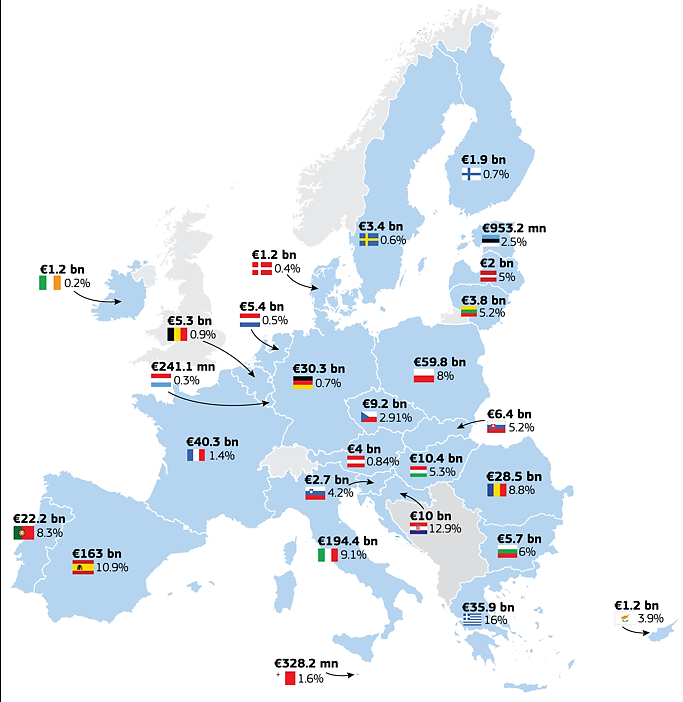 €1.9 bn
0.7%
€3.4 bn
0.6%
€953.2 mn
2.5%
€1.2 bn
0.4%
€2 bn
5%
€1.2 bn
0.2%
€3.8 bn
5.2%
€5.4 bn
0.5%
€5.3 bn
0.9%
€241.1 mn
0.3%
€30.3 bn
0.7%
€59.8 bn
8%
€9.2 bn
2.91%
€6.4 bn
5.2%
€40.3 bn
1.4%
€4 bn
0.84%
€10.4 bn
5.3%
€2.7 bn
4.2%
€28.5 bn
8.8%
€22.2 bn
8.3%
€10 bn
12.9%
€194.4 bn
9.1%
€5.7 bn
6%
€163 bn
10.9%
€35.9 bn
16%
€1.2 bn
3.9%
€328.2 mn
1.6%